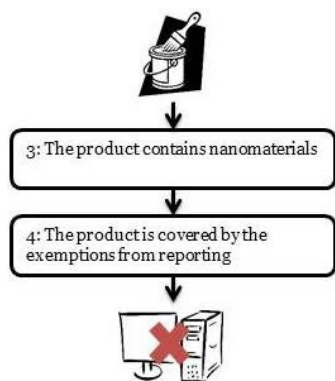 3: The product contains nanomaterials
4: The product is covered by the
exemptions from reporting